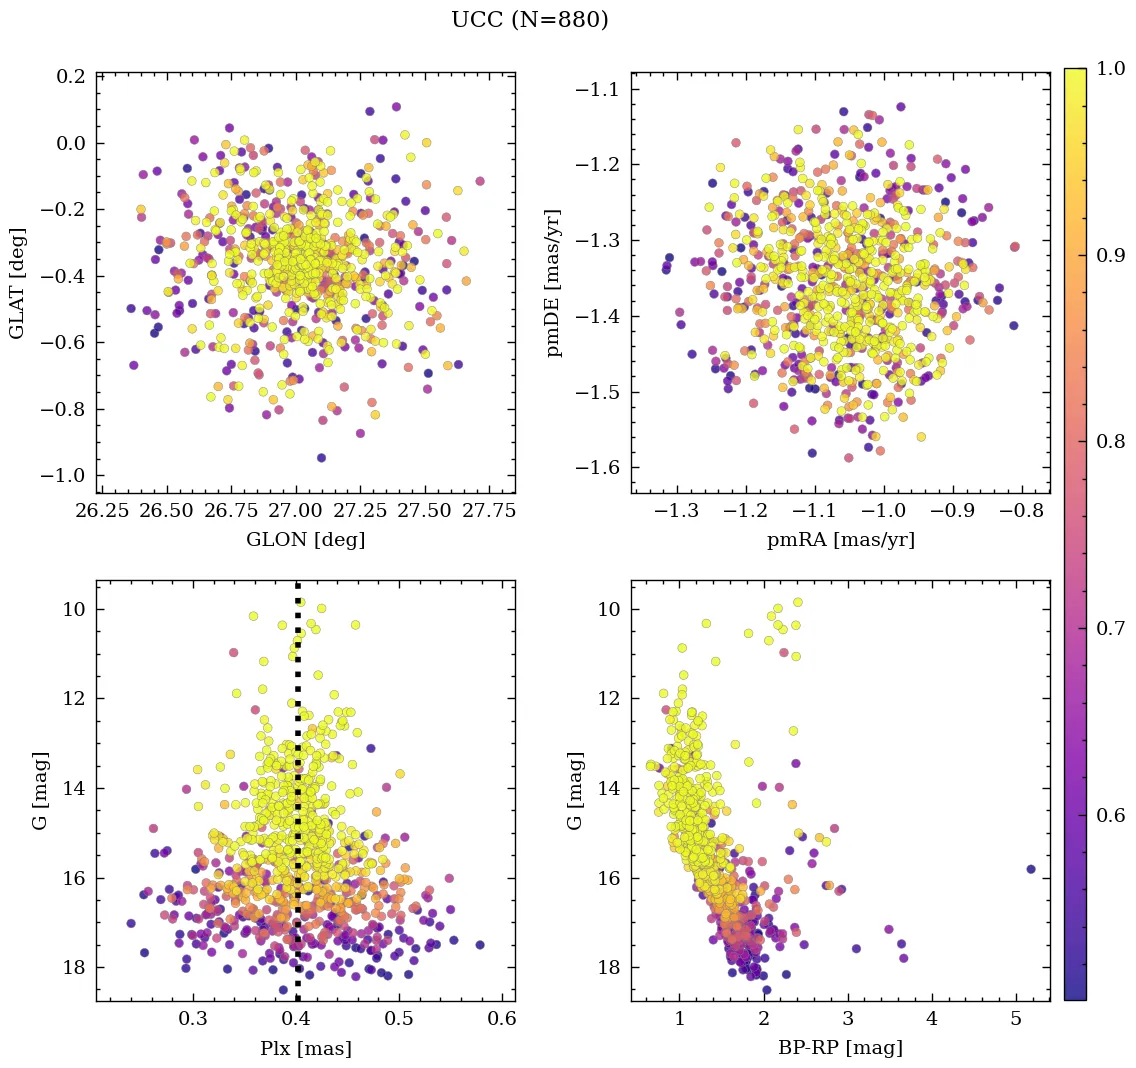 UCC (N=880)
0.2
0.0
−0.2
−0.4
−0.6
−0.8
−1.0
GLAT [deg]
26.25 26.50 26.75 27.00 27.25 27.50 27.75
GLON [deg]
−1.1
−1.2
−1.3
−1.4
−1.5
−1.6
pmDE [mas/yr]
−1.3 −1.2 −1.1 −1.0 −0.9 −0.8
pmRA [mas/yr]
10
12
14
16
18
G [mag]
0.3 0.4 0.5 0.6
Plx [mas]
10
12
14
16
18
G [mag]
1 2 3 4 5
BP-RP [mag]
1.0
0.9
0.8
0.7
0.6